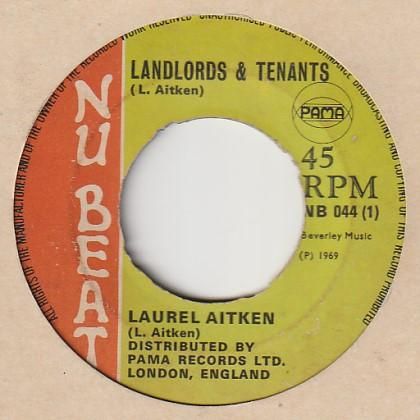 ALL RIGHTS OF THE MANUFACTURER AND OF THE OWNER OF THE RECORDED WORK RESERVED UNAUTHORISED PUBLIC PERFORMANCE BROADCASTING AND COPYING OF THIS RECORD PROHIBITED
NU BEAT
LANDLORDS & TENANTS
(L. Aitken)
PAMA
45
RPM
NB 044 (1)
Beverley Music
(P) 1969
LAUREL AITKEN
(L. Aitken)
DISTRIBUTED BY
PAMA RECORDS LTD.
LONDON, ENGLAND